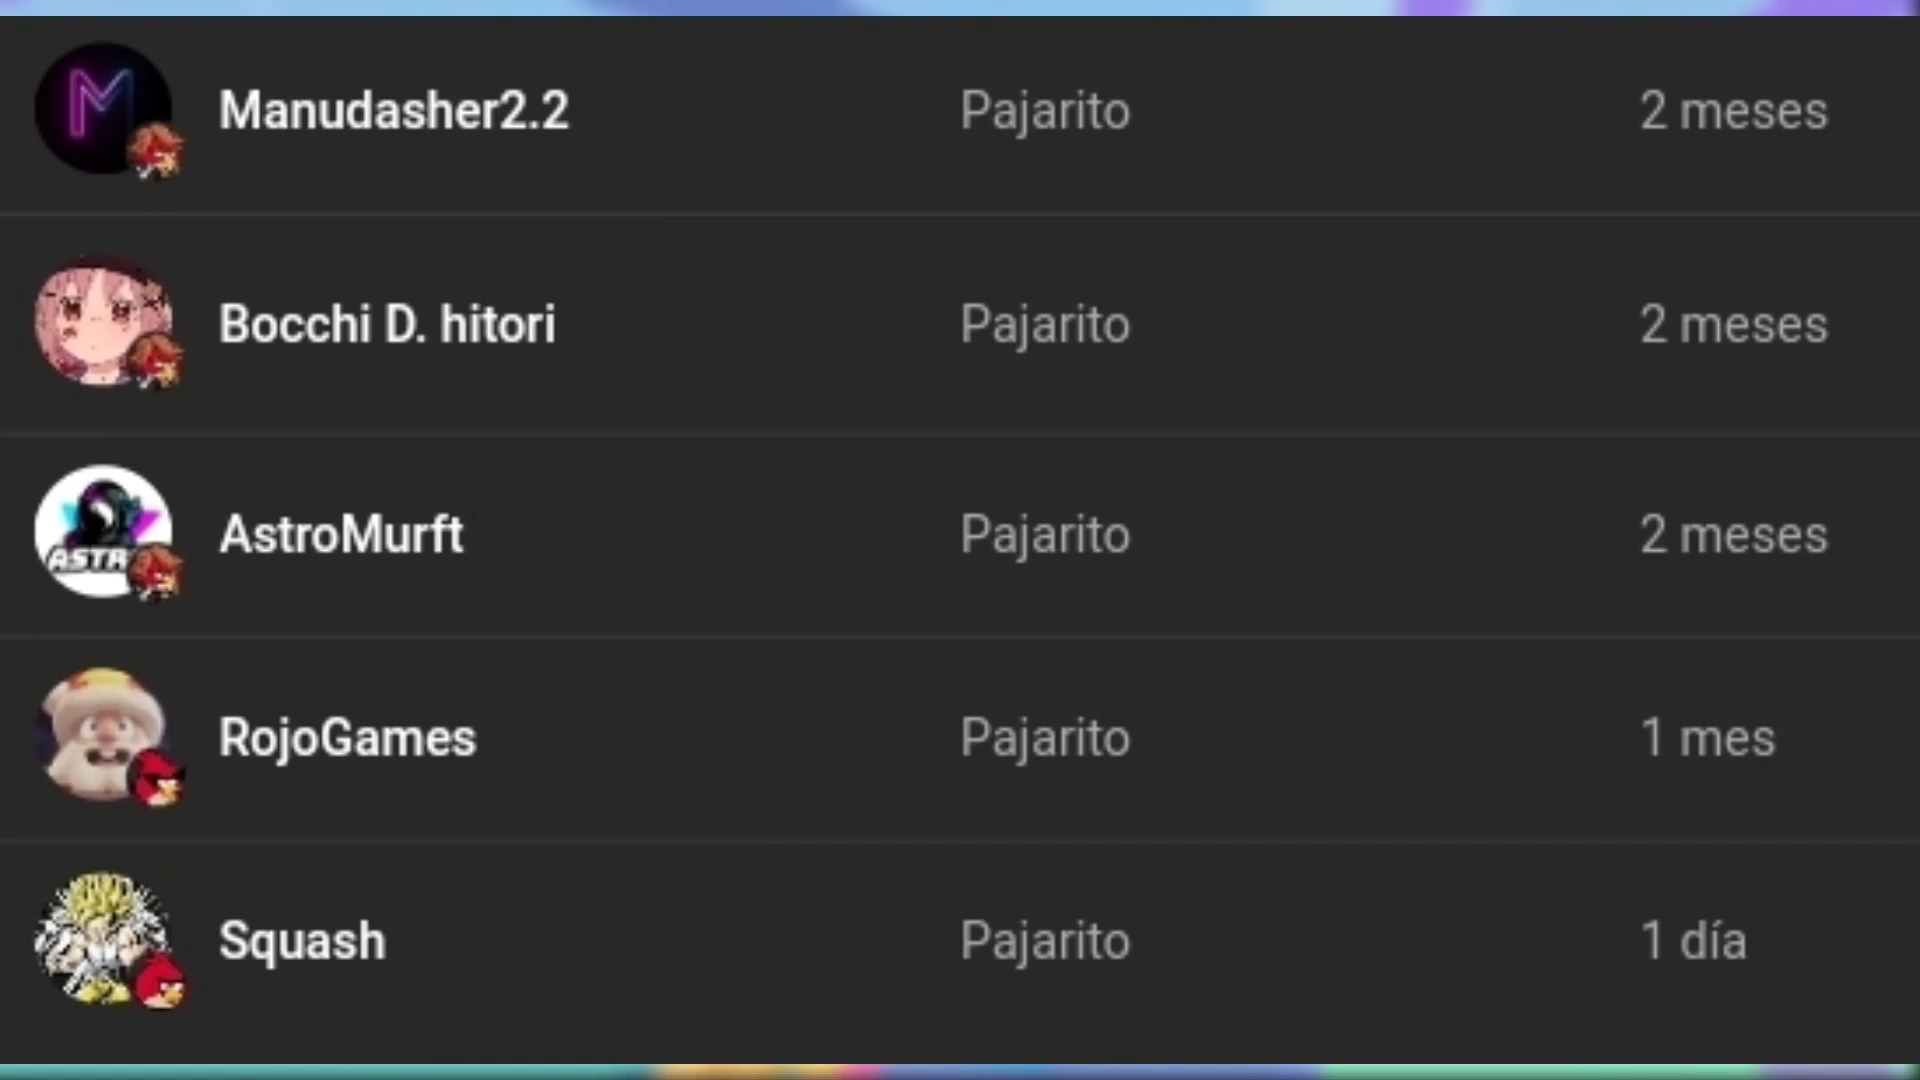 Manudasher2.2 Pajarito 2 meses
Bocchi D. hitori Pajarito 2 meses
ASTR
AstroMurft Pajarito 2 meses
RojoGames Pajarito 1 mes
Squash Pajarito 1 día